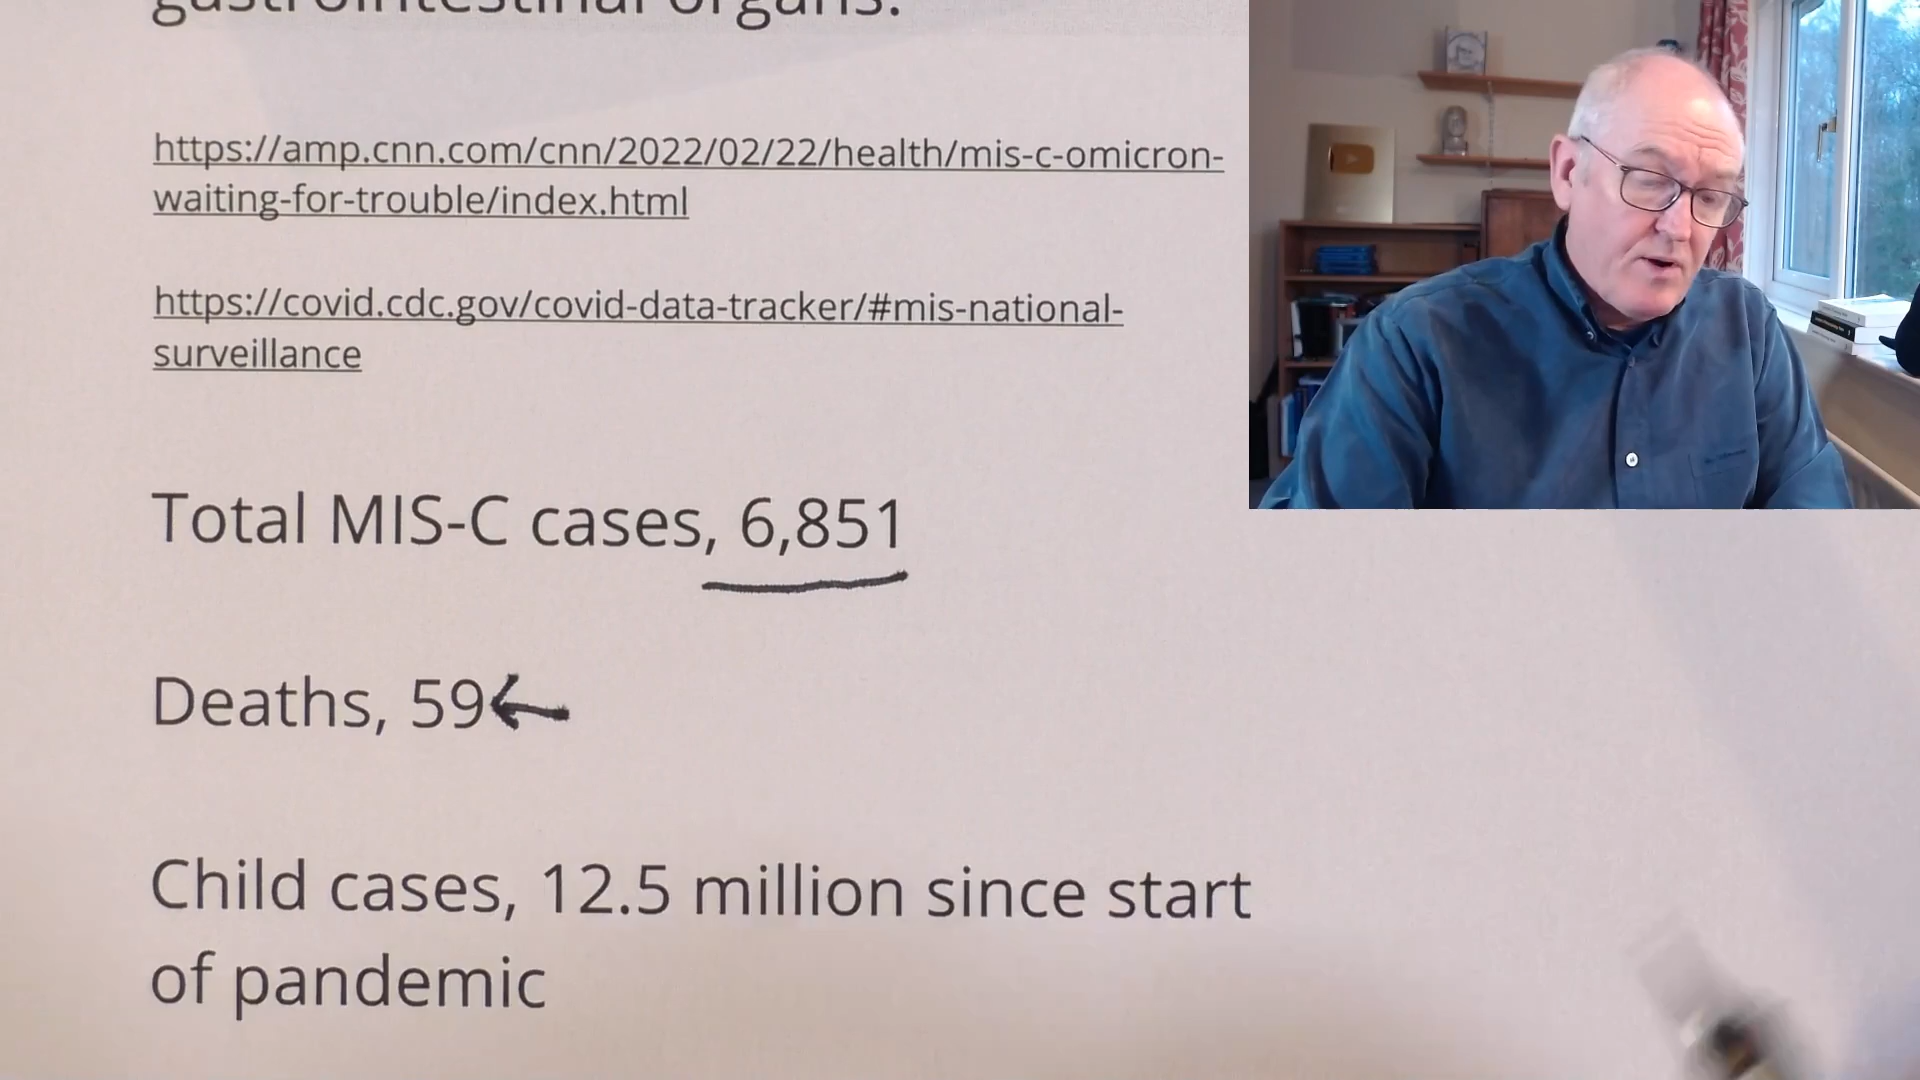 gastrointestinal organs.
https://amp.cnn.com/cnn/2022/02/22/health/mis-c-omicron-
waiting-for-trouble/index.html
https://covid.cdc.gov/covid-data-tracker/#mis-national-
surveillance
Total MIS-C cases, 6,851
Deaths, 59
Child cases, 12.5 million since start
of pandemic